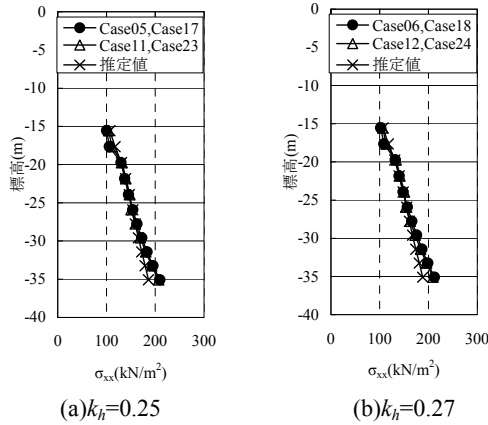 0
-5
-10
-15
-20
-25
-30
-35
-40
標高(m)
Case05,Case17
Case11,Case23
推定値
0 100 200 300
σxx(kN/m²)
(a)kh=0.25
0
-5
-10
-15
-20
-25
-30
-35
-40
標高(m)
Case06,Case18
Case12,Case24
推定値
0 100 200 300
σxx(kN/m²)
(b)kh=0.27